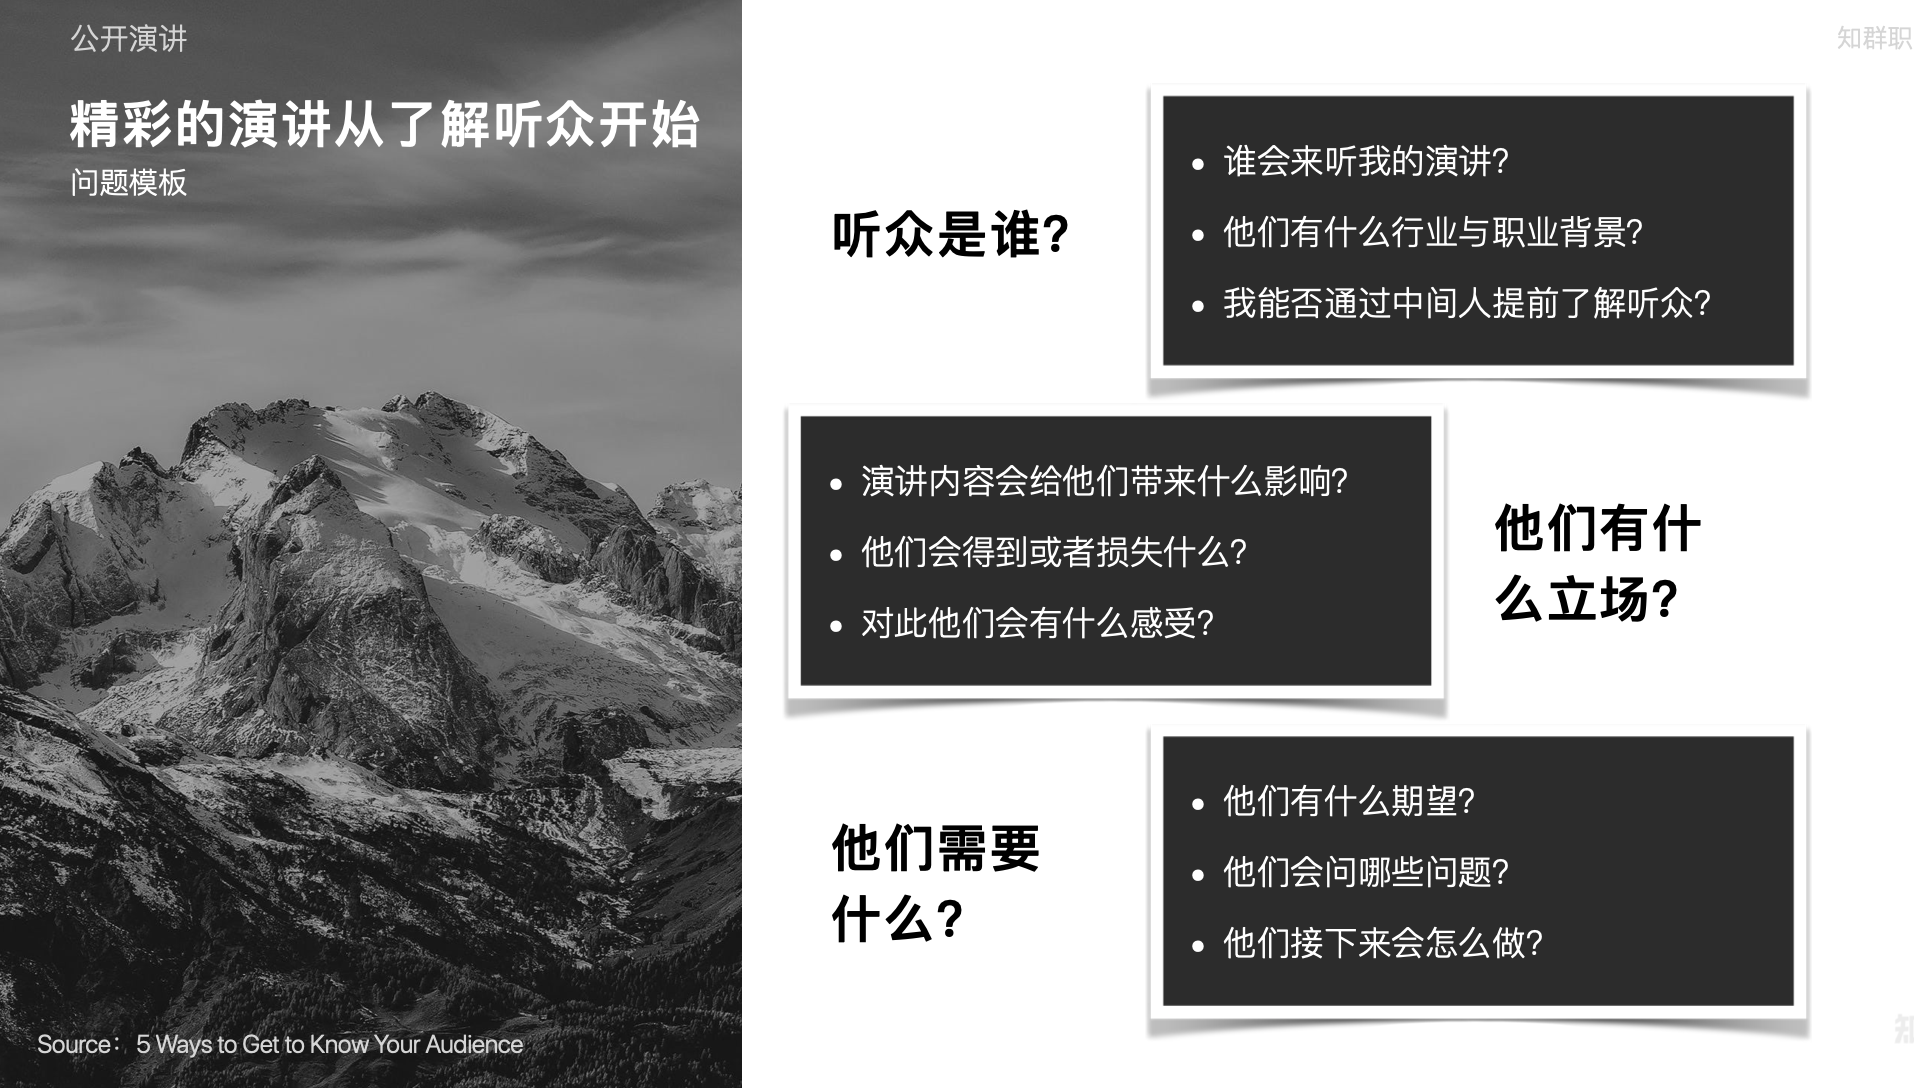 公开演讲
精彩的演讲从了解听众开始
问题模板
Source：5 Ways to Get to Know Your Audience
知群职
听众是谁？
• 谁会来听我的演讲？
• 他们有什么行业与职业背景？
• 我能否通过中间人提前了解听众？
• 演讲内容会给他们带来什么影响？
• 他们会得到或者损失什么？
• 对此他们会有什么感受？
他们有什
么立场？
他们需要
什么？
• 他们有什么期望？
• 他们会问哪些问题？
• 他们接下来会怎么做？